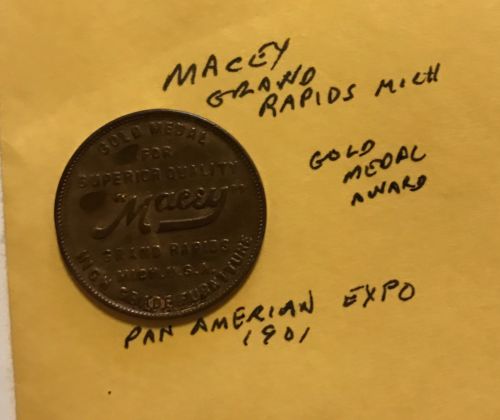 MACEY
GRAND
RAPIDS MICH
GOLD
MEDAL
AWARD
GOLD MEDAL
FOR
SUPERIOR QUALITY
"Macey"
GRAND RAPIDS
MICH. U.S.A.
HIGH GRADE FURNITURE
PAN AMERIAN EXPO
1901